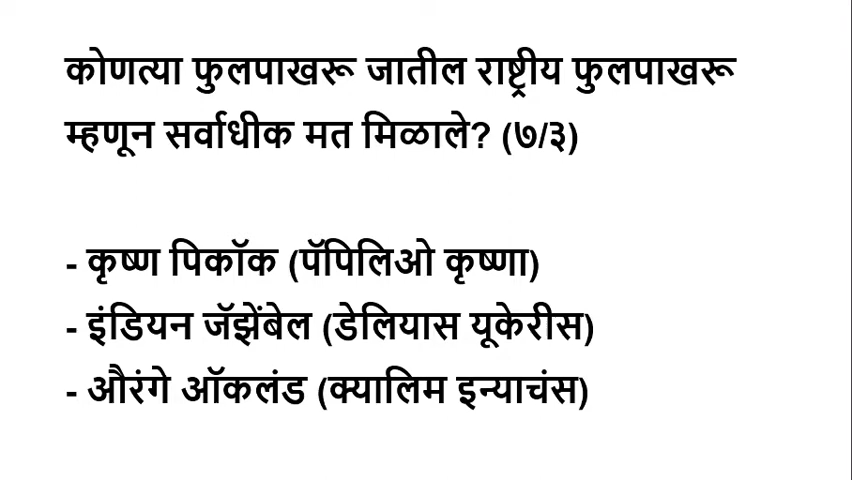 कोणत्या फुलपाखरू जातील राष्ट्रीय फुलपाखरू
म्हणून सर्वाधीक मत मिळाले? (७/३)
- कृष्ण पिकॉक (पॅपिलिओ कृष्णा)
- इंडियन जॅझेंबेल (डेलियास यूकेरीस)
- औरंगे ऑकलंड (क्यालिम इन्याचंस)